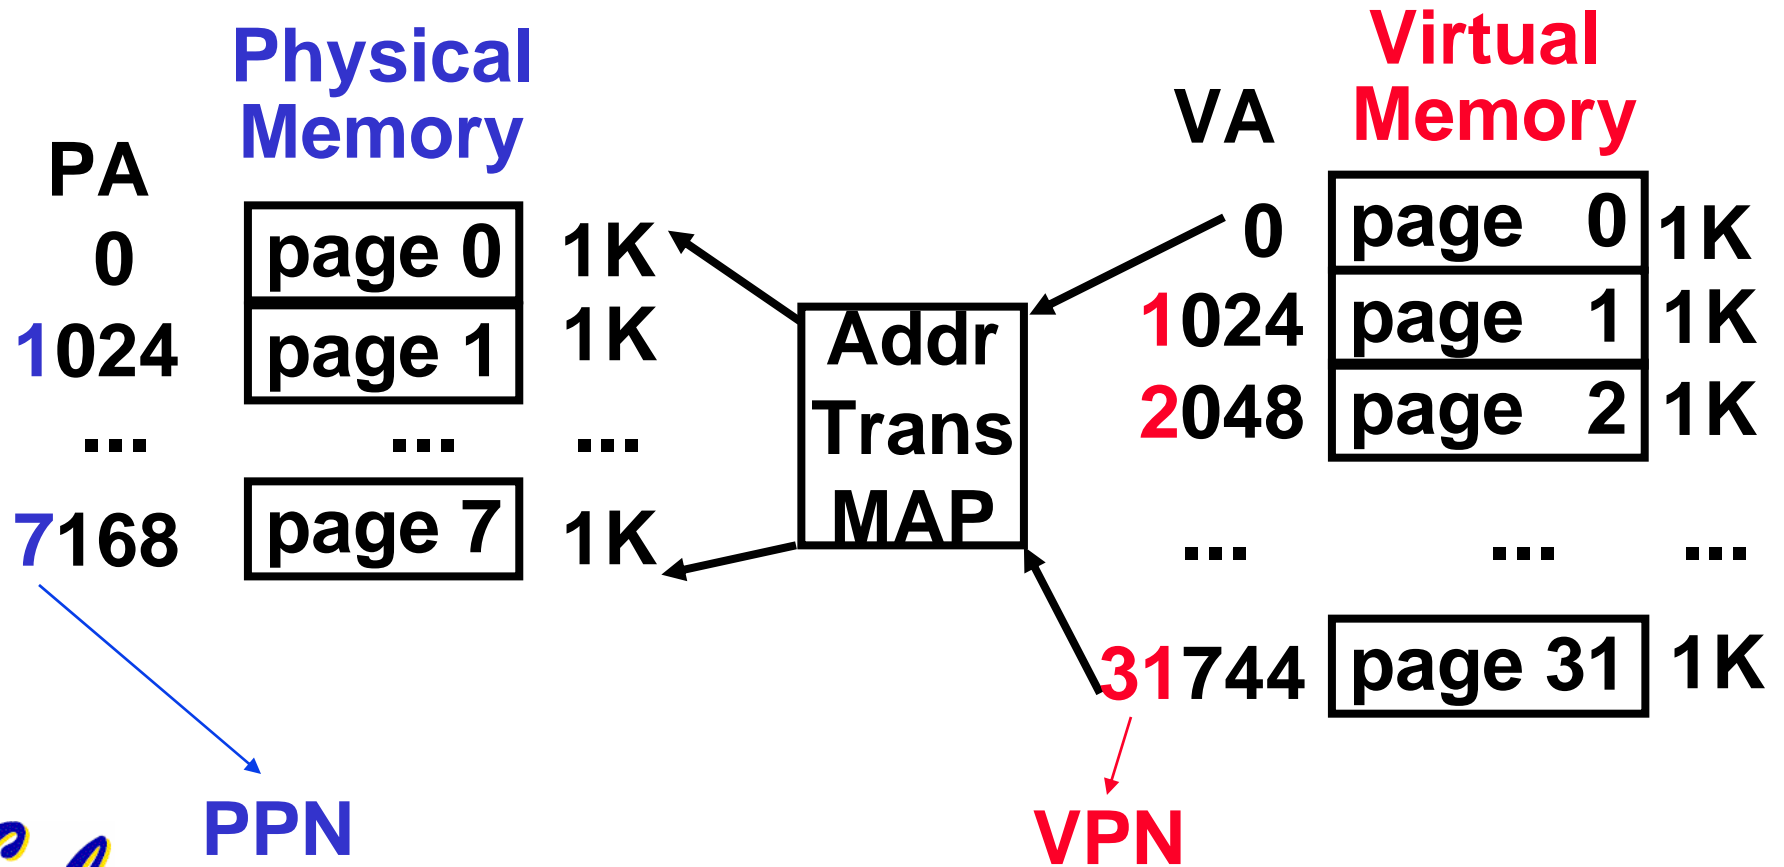 Physical
Memory
PA
0 page 0 1K
1024 page 1 1K
... ... ...
7168 page 7 1K
PPN
Addr
Trans
MAP
Virtual
Memory
VA
0 page 0 1K
1024 page 1 1K
2048 page 2 1K
... ... ...
31744 page 31 1K
VPN